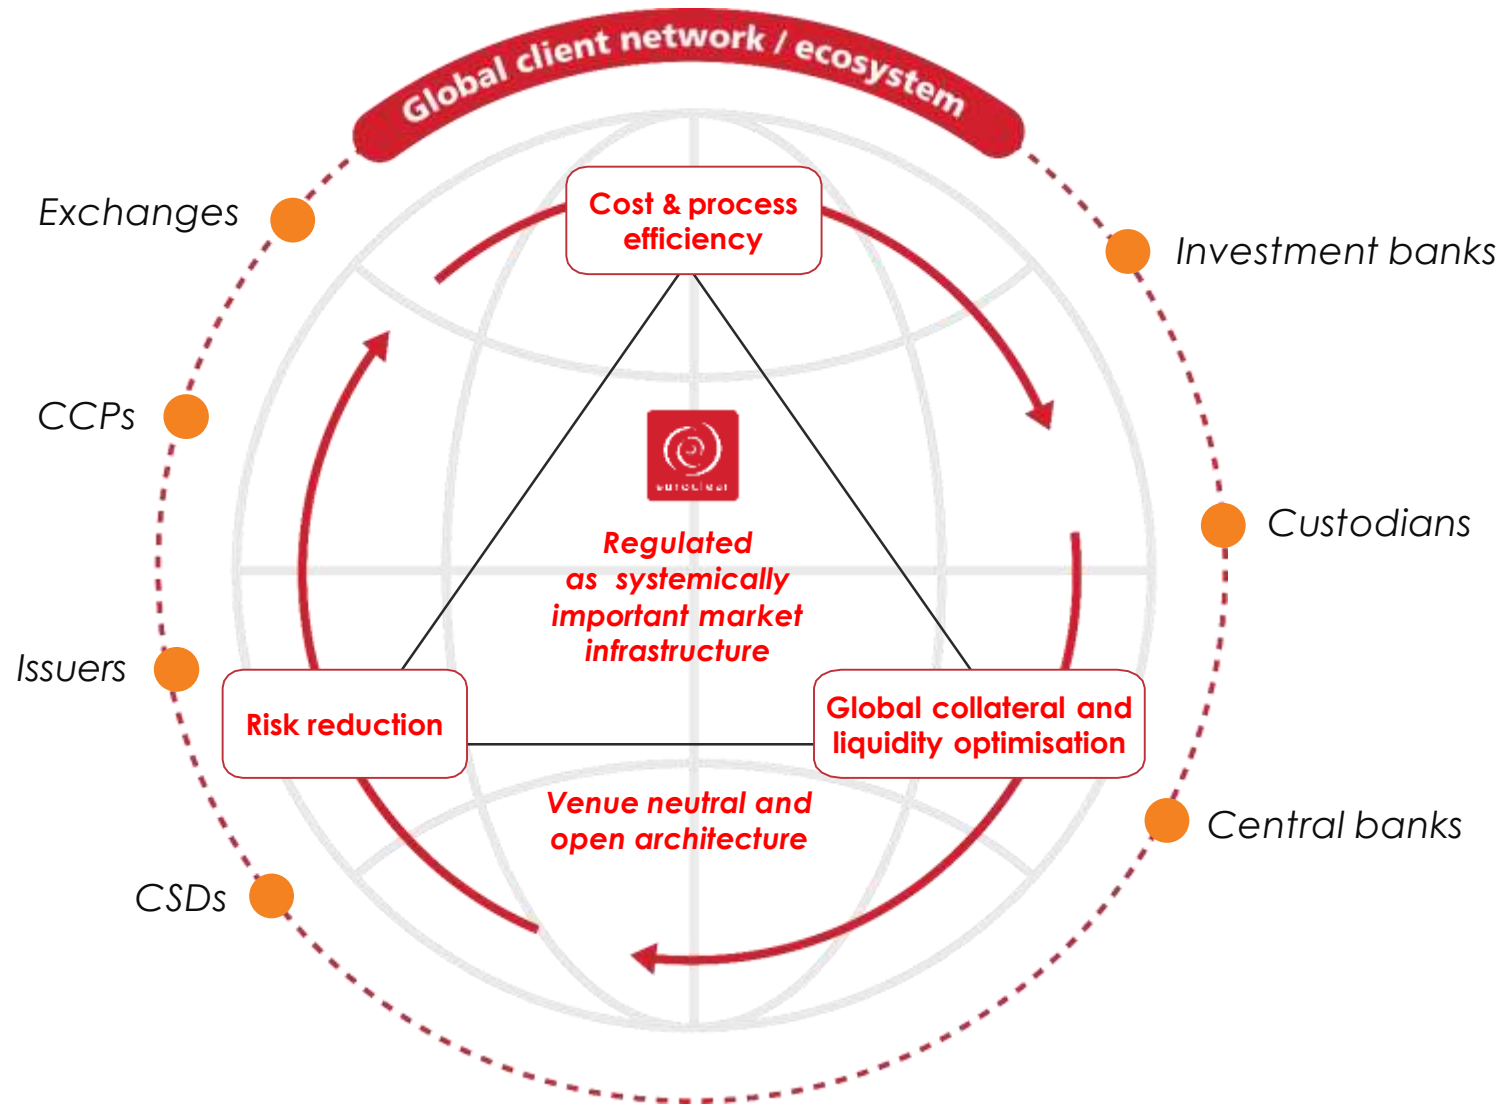 Global client network / ecosystem
Cost & process
efficiency
Exchanges
Investment banks
CCPs
euroclear
Custodians
Regulated
as systemically
important market
infrastructure
Issuers
Risk reduction
Global collateral and
liquidity optimisation
Venue neutral and
open architecture
Central banks
CSDs